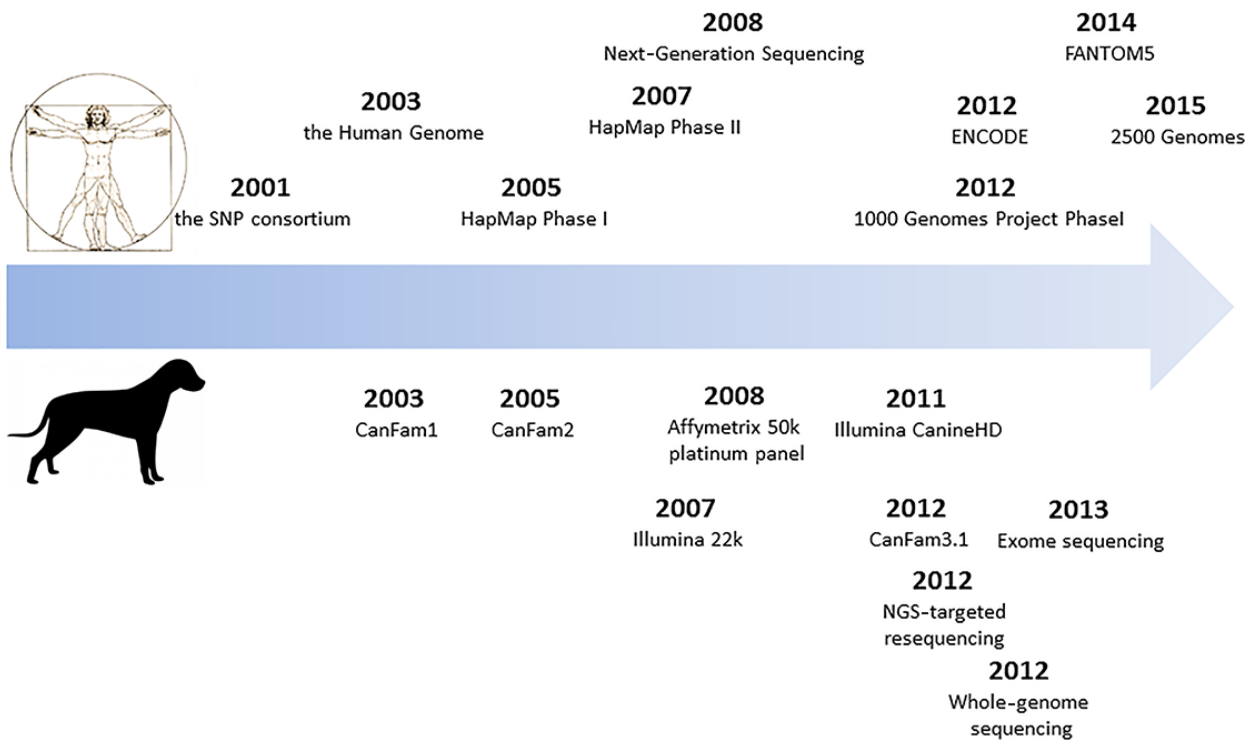 2008
Next-Generation Sequencing
2014
FANTOM5
2003
the Human Genome
2007
HapMap Phase II
2012
ENCODE
2015
2500 Genomes
2001
the SNP consortium
2005
HapMap Phase I
2012
1000 Genomes Project PhaseI
2003
CanFam1
2005
CanFam2
2008
Affymetrix 50k
platinum panel
2011
Illumina CanineHD
2007
Illumina 22k
2012
CanFam3.1
2013
Exome sequencing
2012
NGS-targeted
resequencing
2012
Whole-genome
sequencing